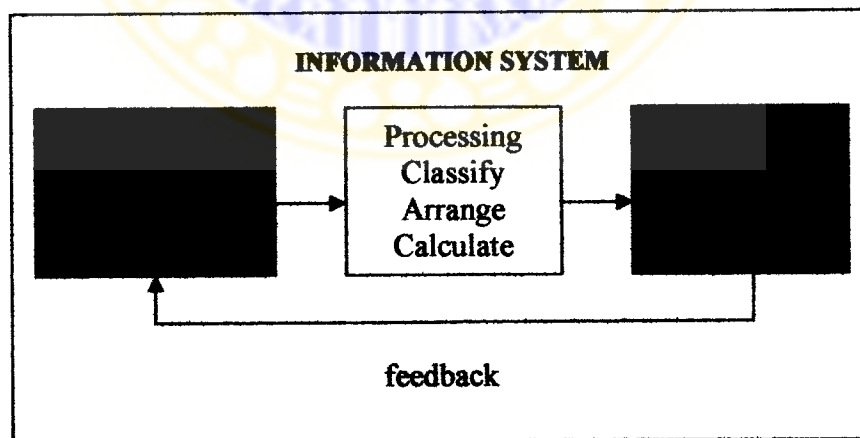 INFORMATION SYSTEM
Processing
Classify
Arrange
Calculate
feedback